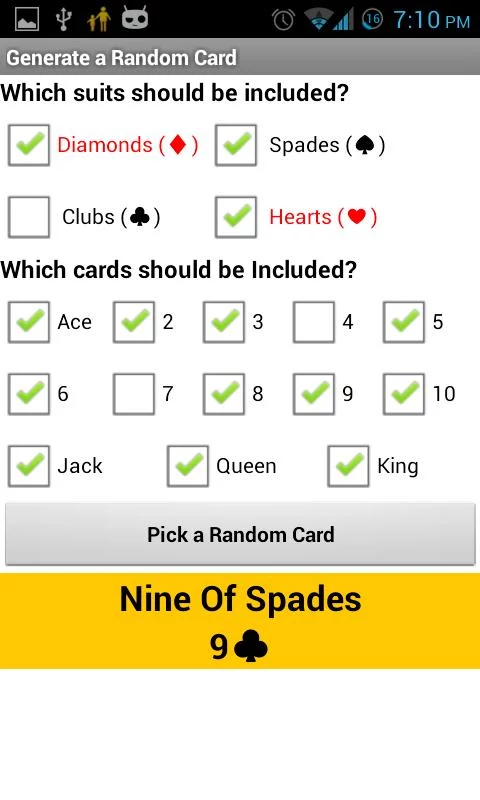 16 7:10 PM
Generate a Random Card
Which suits should be included?
Diamonds (♦) Spades (♠)
Clubs (♣) Hearts (♥)
Which cards should be Included?
Ace 2 3 4 5
6 7 8 9 10
Jack Queen King
Pick a Random Card
Nine Of Spades
9♣